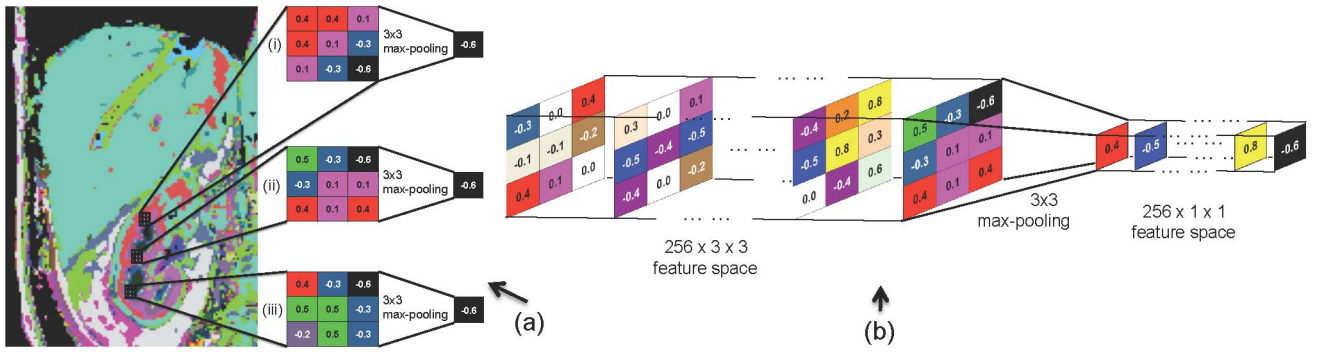 (i)
0.4 0.4 0.1
0.4 0.1 -0.3
0.1 -0.3 -0.6
3x3
max-pooling
-0.6
(ii)
0.5 -0.3 -0.6
-0.3 0.1 0.1
0.4 0.1 0.4
3x3
max-pooling
-0.6
(iii)
0.4 -0.3 -0.6
0.5 0.5 -0.3
-0.2 0.5 -0.3
3x3
max-pooling
-0.6
(a)
-0.3 0.0 0.4
-0.1 -0.1 -0.2
0.4 0.1 0.0
0.3 0.0 0.1
-0.5 -0.4 -0.5
-0.4 0.0 -0.2
... ...
... ...
... ...
... ...
-0.4 0.2 0.8
-0.5 0.8 0.3
0.0 -0.4 0.6
0.5 -0.3 -0.6
-0.3 0.1 0.1
0.4 0.1 0.4
256 x 3 x 3
feature space
3x3
max-pooling
0.4 -0.5
... ...
... ...
... ...
... ...
0.8 -0.6
256 x 1 x 1
feature space
(b)